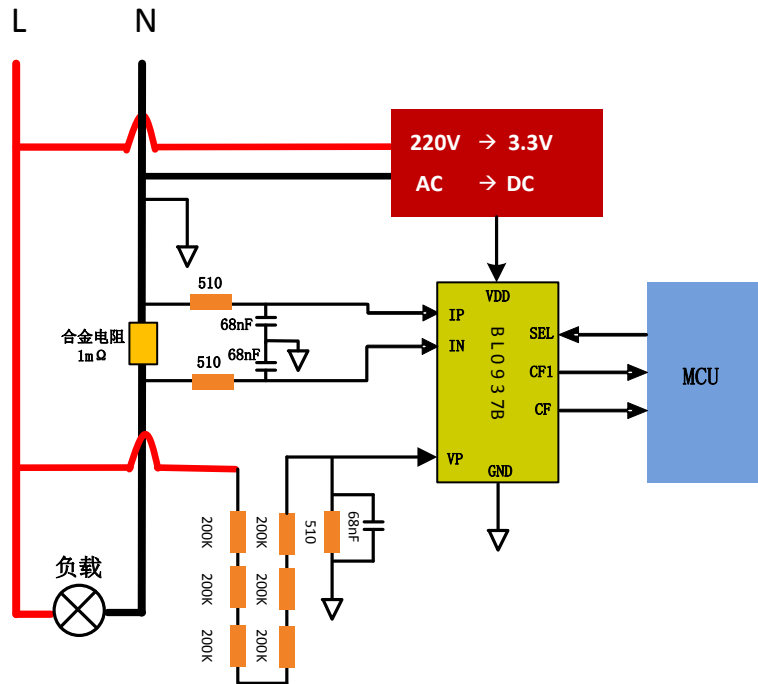 L N
220V → 3.3V
AC → DC
510
68nF
68nF
510
合金电阻
1mΩ
VDD
IP
IN
BL0937B
SEL
CF1
CF
VP
GND
MCU
200K
200K
510
68nF
200K
200K
200K
200K
负载